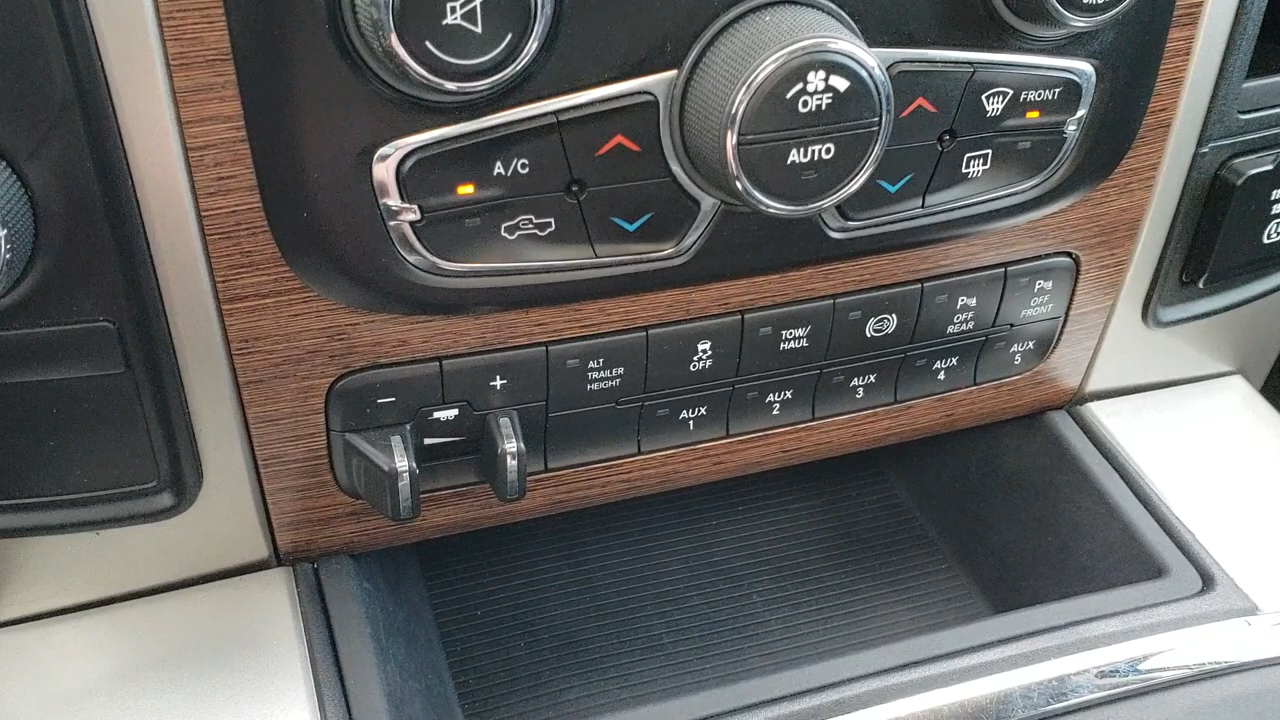 OFF
AUTO
A/C
FRONT
−
+
ALT
TRAILER
HEIGHT
OFF
TOW/
HAUL
P
OFF
REAR
P
OFF
FRONT
AUX
1
AUX
2
AUX
3
AUX
4
AUX
5